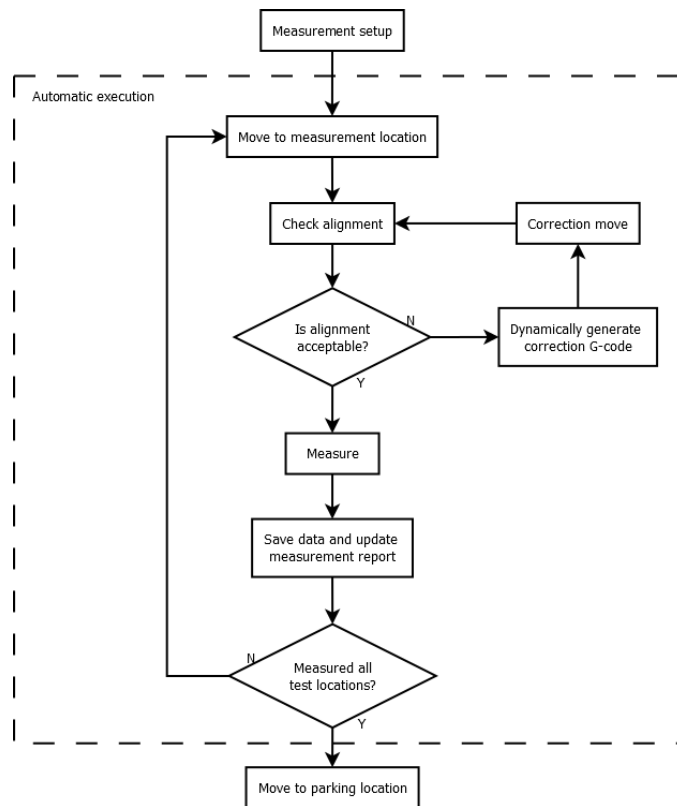 Measurement setup
Automatic execution
Move to measurement location
Check alignment
Correction move
Is alignment
acceptable?
N
Dynamically generate
correction G-code
Y
Measure
Save data and update
measurement report
N
Measured all
test locations?
Y
Move to parking location